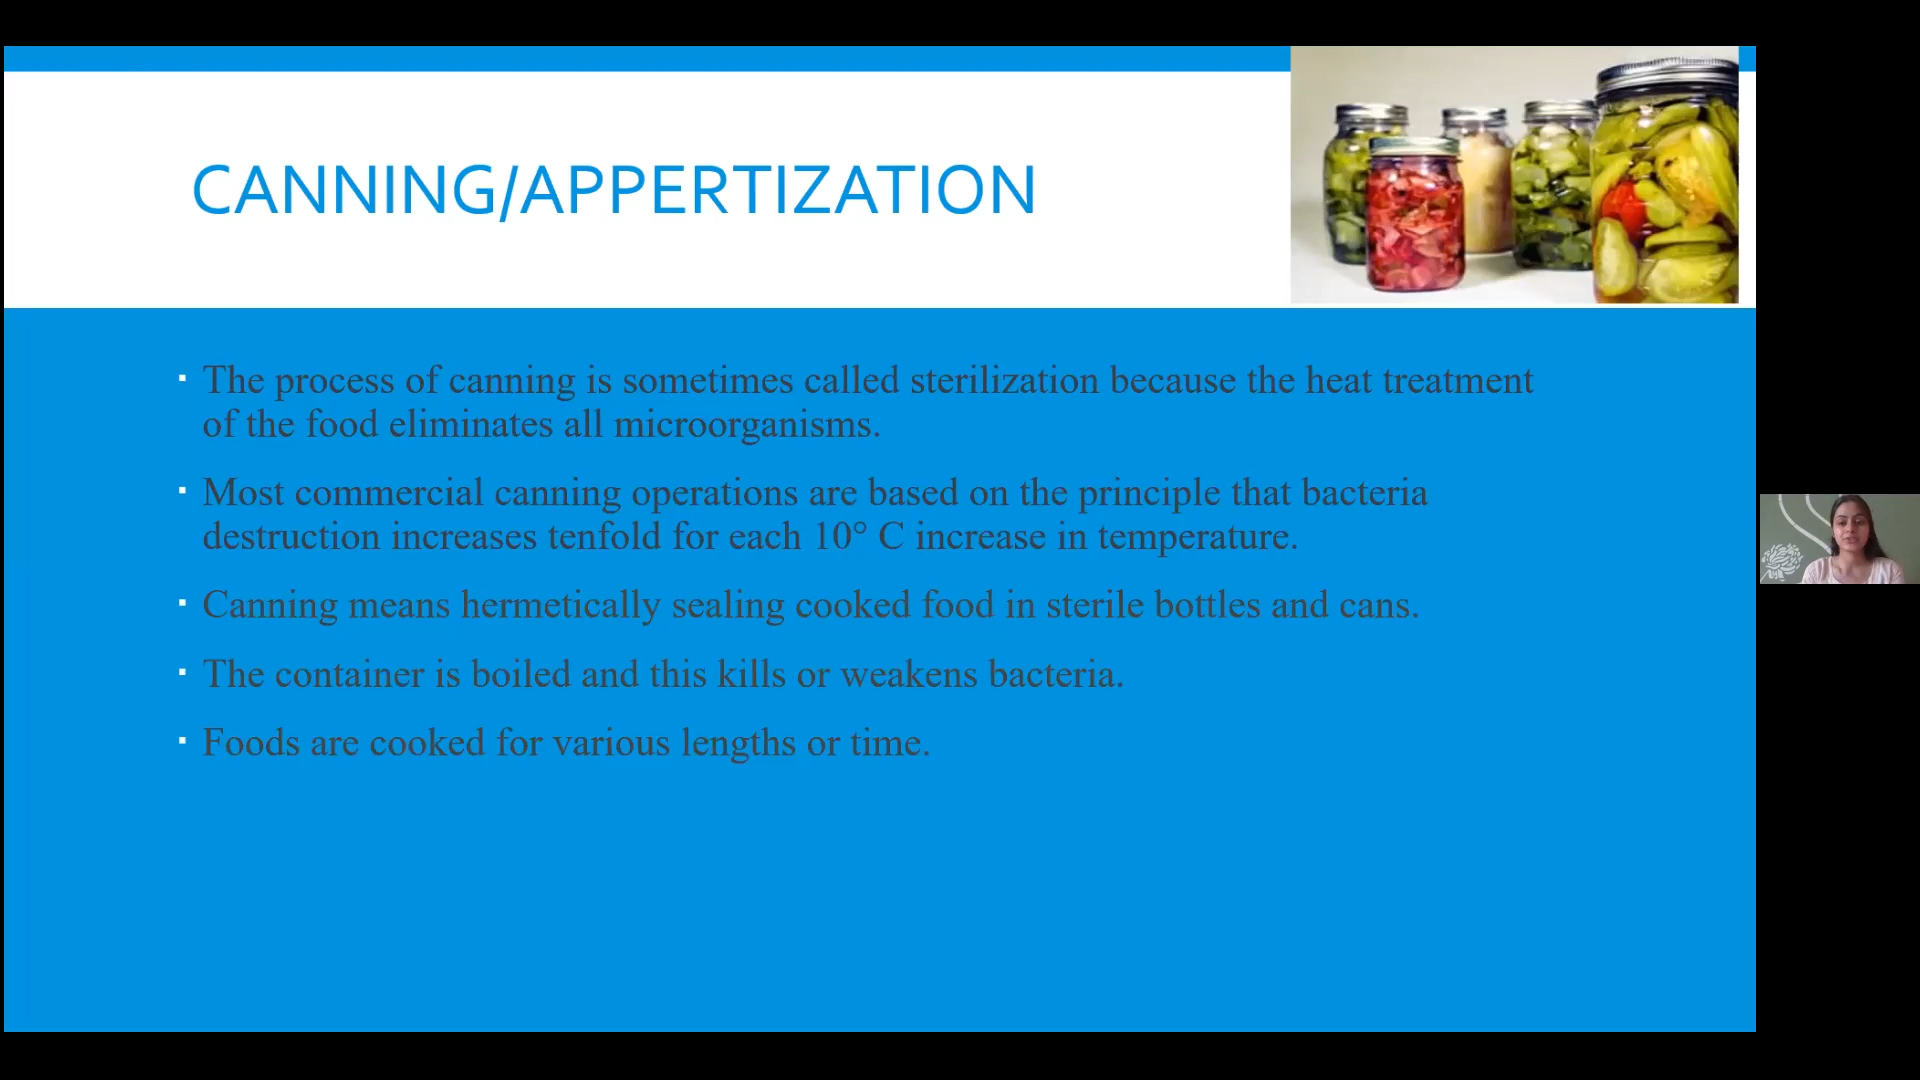 CANNING/APPERTIZATION
▪ The process of canning is sometimes called sterilization because the heat treatment
of the food eliminates all microorganisms.
▪ Most commercial canning operations are based on the principle that bacteria
destruction increases tenfold for each 10° C increase in temperature.
▪ Canning means hermetically sealing cooked food in sterile bottles and cans.
▪ The container is boiled and this kills or weakens bacteria.
▪ Foods are cooked for various lengths or time.